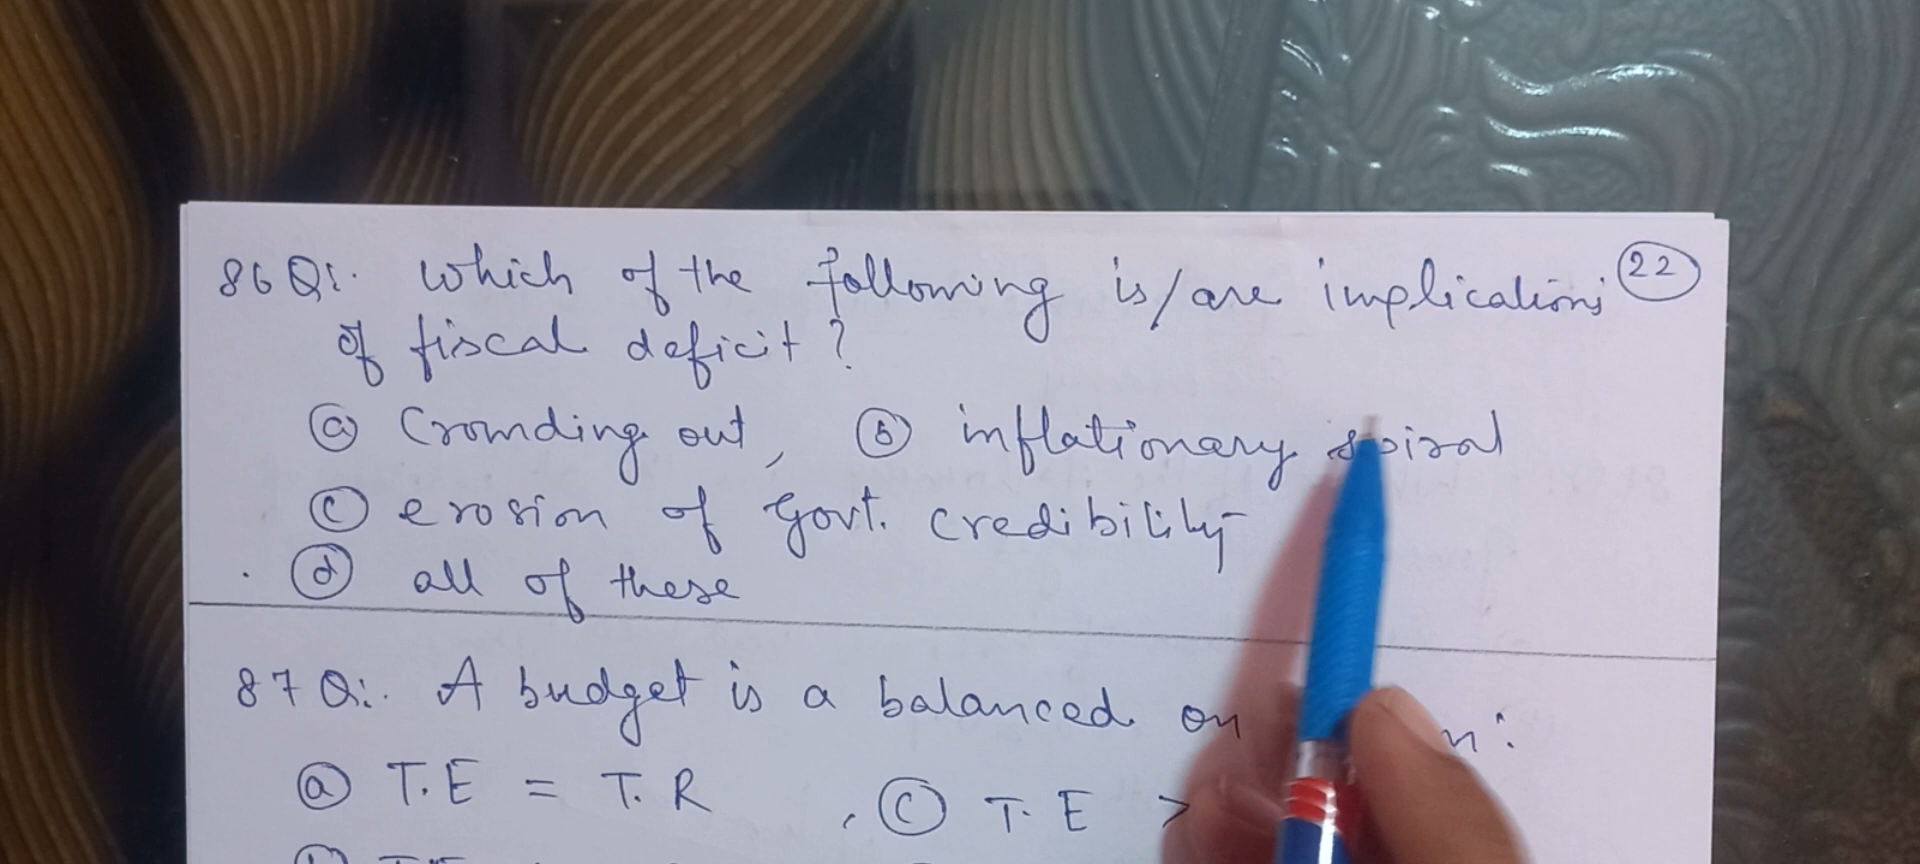 86 Q:. Which of the following is/are implications 22
of fiscal deficit?
a Crowding out, b inflationary spiral
c erosion of Govt. credibility
d all of these
87 Q:. A budget is a balanced on
a T.E = T.R , c T.E >